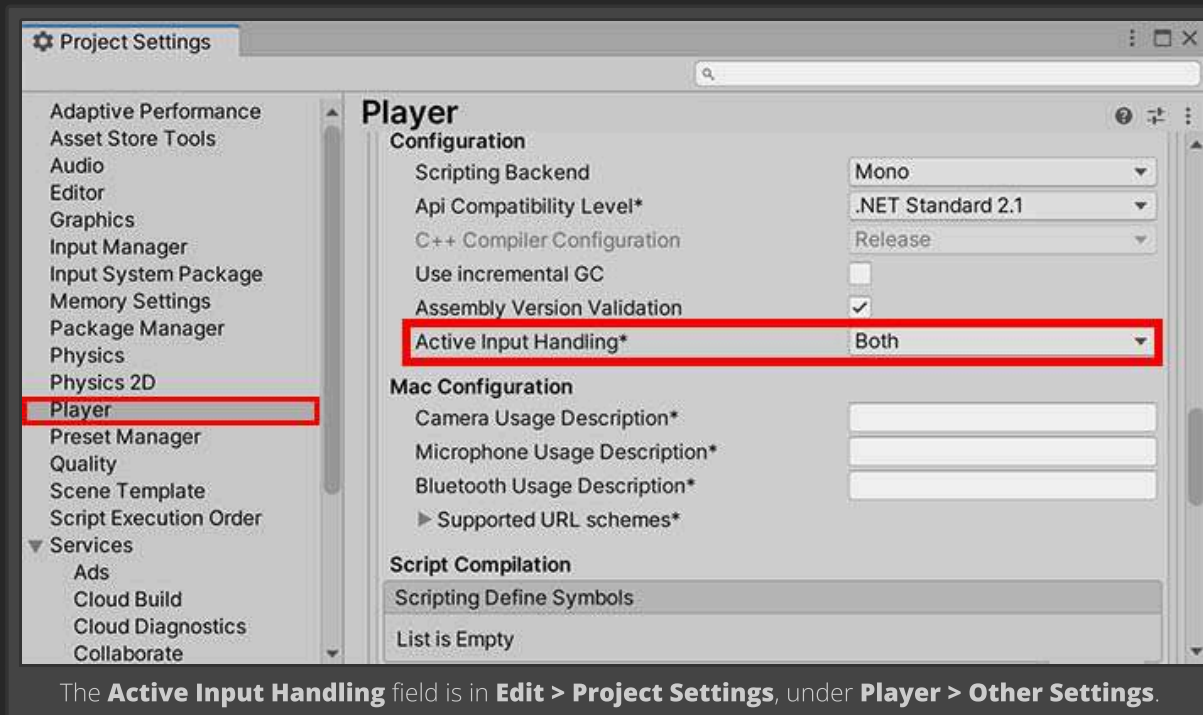 Project Settings
Adaptive Performance
Asset Store Tools
Audio
Editor
Graphics
Input Manager
Input System Package
Memory Settings
Package Manager
Physics
Physics 2D
Player
Preset Manager
Quality
Scene Template
Script Execution Order
Services
Ads
Cloud Build
Cloud Diagnostics
Collaborate
Player
Configuration
Scripting Backend Mono
Api Compatibility Level* .NET Standard 2.1
C++ Compiler Configuration Release
Use incremental GC
Assembly Version Validation
Active Input Handling* Both
Mac Configuration
Camera Usage Description*
Microphone Usage Description*
Bluetooth Usage Description*
Supported URL schemes*
Script Compilation
Scripting Define Symbols
List is Empty
The Active Input Handling field is in Edit > Project Settings, under Player > Other Settings.